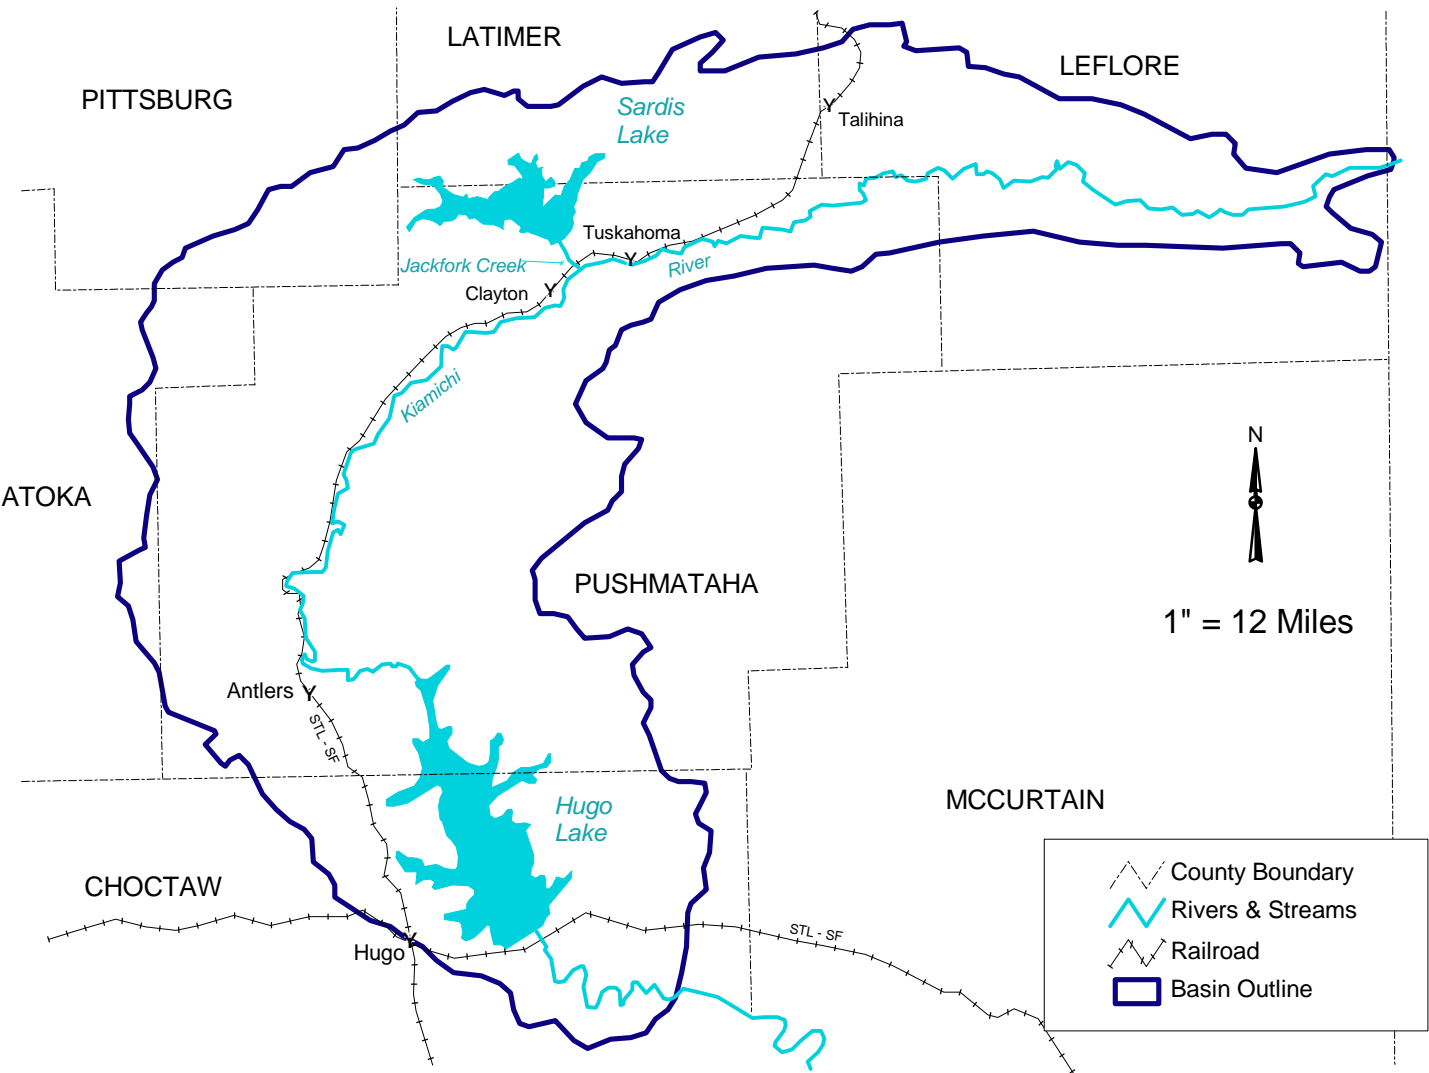 LATIMER
LEFLORE
PITTSBURG
Sardis
Lake
Talihina
Tuskahoma
Jackfork Creek
River
Clayton
Kiamichi
N
ATOKA
PUSHMATAHA
1" = 12 Miles
Antlers
STL - SF
Hugo
Lake
MCCURTAIN
CHOCTAW
County Boundary
Rivers & Streams
STL - SF
Hugo
Railroad
Basin Outline